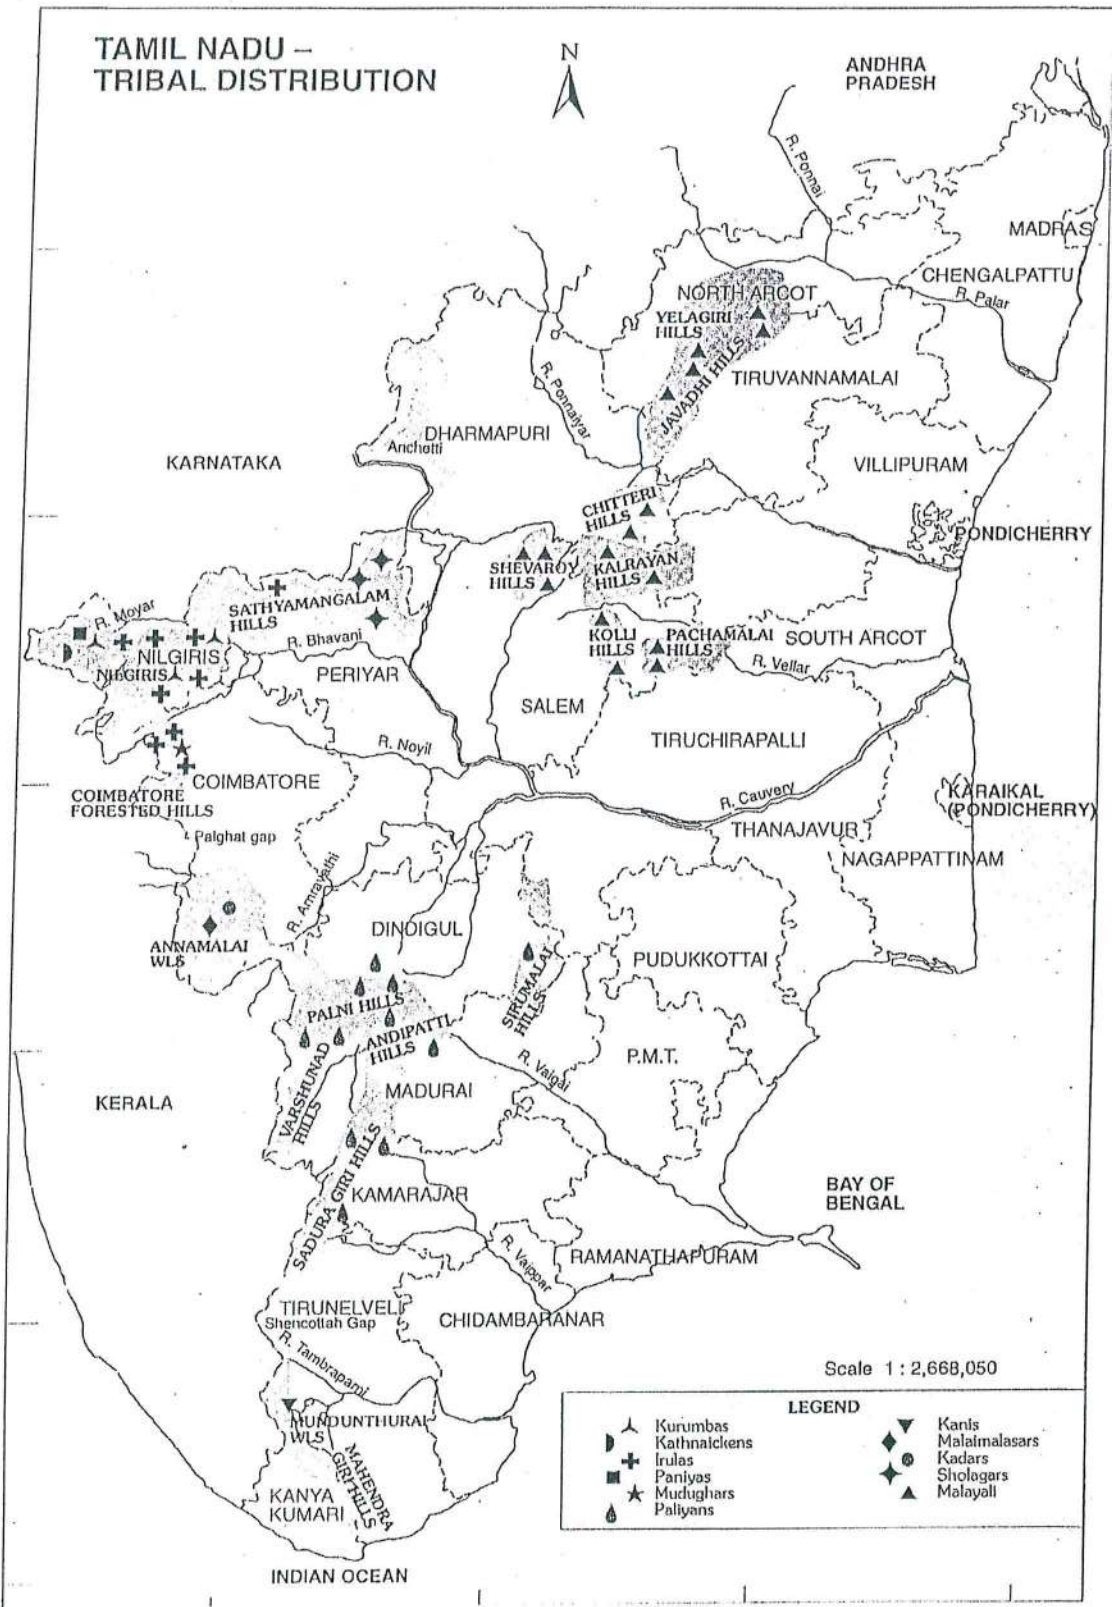 TAMIL NADU –
TRIBAL DISTRIBUTION
N
ANDHRA
PRADESH
R. Ponnai
MADRAS
CHENGALPATTU
R. Palar
NORTH ARCOT
YELAGIRI
HILLS
JAVADHI HILLS
TIRUVANNAMALAI
R. Ponnaiyar
DHARMAPURI
Anchetti
KARNATAKA
VILLIPURAM
CHITTERI
HILLS
PONDICHERRY
SHEVAROY
HILLS
KALRAYAN
HILLS
SATHYAMANGALAM
HILLS
R. Moyar
R. Bhavani
NILGIRIS
NILGIRIS
PERIYAR
KOLLI
HILLS
PACHAMALAI
HILLS
SOUTH ARCOT
R. Vellar
SALEM
TIRUCHIRAPALLI
R. Noyil
COIMBATORE
COIMBATORE
FORESTED HILLS
R. Cauvery
KARAIKAL
(PONDICHERRY)
Palghat gap
THANAJAVUR
NAGAPPATTINAM
R. Amravathi
DINDIGUL
ANNAMALAI
WLS
PUDUKKOTTAI
SIRUMALAI
HILLS
PALNI HILLS
ANDIPATTI
HILLS
P.M.T.
R. Vaigai
VARSHUNAD
HILLS
MADURAI
KERALA
SADURA GIRI HILLS
KAMARAJAR
BAY OF
BENGAL
R. Vaippar
RAMANATHAPURAM
TIRUNELVELI
Shencottah Gap
CHIDAMBARANAR
R. Tambraparni
Scale 1 : 2,668,050
MUNDUNTHURAI
WLS
MAHENDRA
GIRI HILLS
KANYA
KUMARI
INDIAN OCEAN
LEGEND
Kurumbas
Kathnaickens
Irulas
Paniyas
Mudughars
Paliyans
Kanis
Malaimalasars
Kadars
Sholagars
Malayali